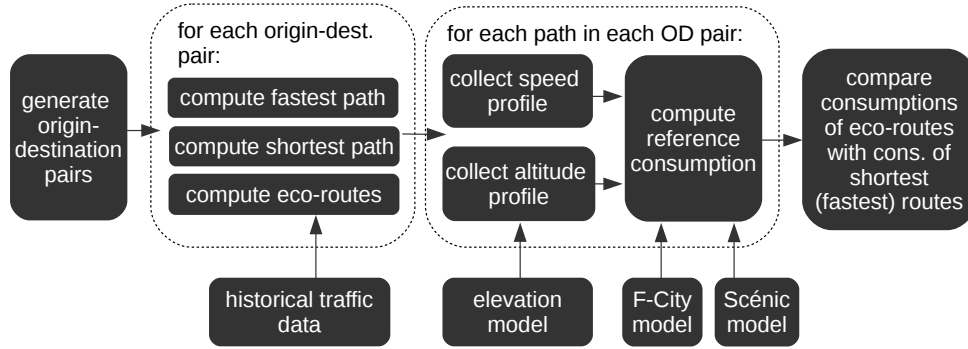 generate
origin-
destination
pairs
for each origin-dest.
pair:
compute fastest path
compute shortest path
compute eco-routes
historical traffic
data
for each path in each OD pair:
collect speed
profile
collect altitude
profile
compute
reference
consumption
elevation
model
F-City
model
Scénic
model
compare
consumptions
of eco-routes
with cons. of
shortest
(fastest) routes